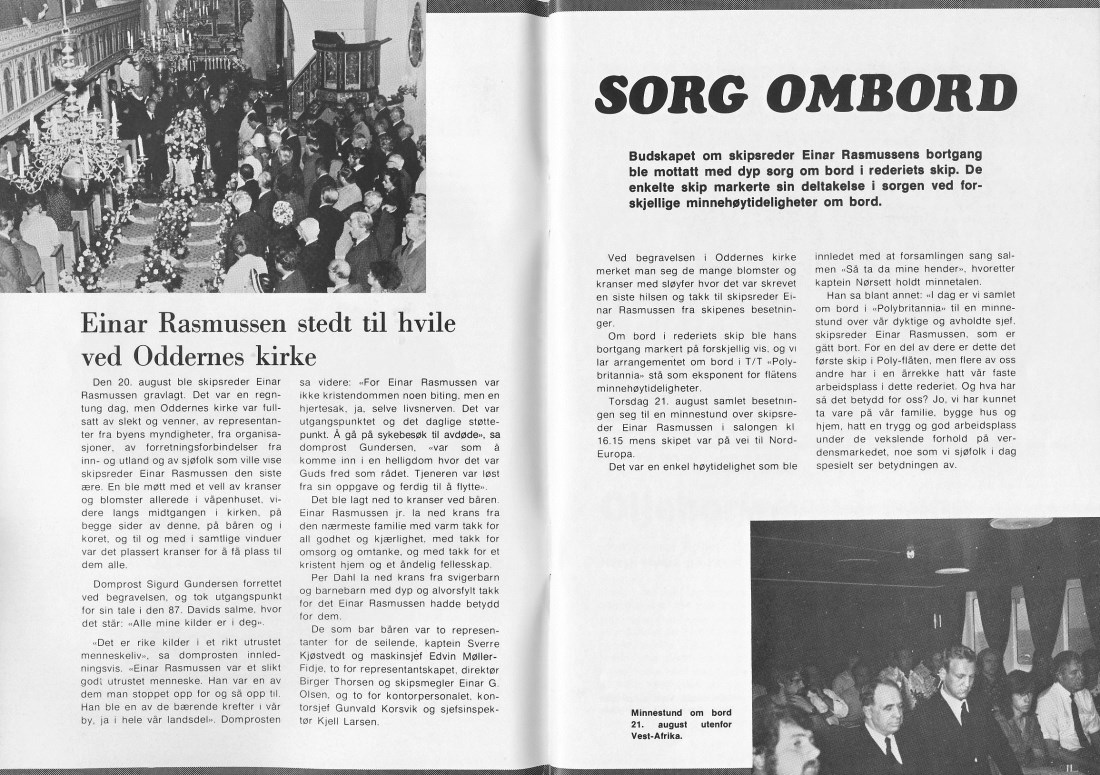 Einar Rasmussen stedt til hvile
ved Oddernes kirke
Den 20. august ble skipsreder Einar
Rasmussen gravlagt. Det var en regn-
tung dag, men Oddernes kirke var full-
satt av slekt og venner, av representan-
ter fra byens myndigheter, fra organisa-
sjoner, av forretningsforbindelser fra
inn- og utland og av sjøfolk som ville vise
skipsreder Einar Rasmussen den siste
ære. En ble møtt med et vell av kranser
og blomster allerede i våpenhuset, vi-
dere langs midtgangen i kirken, på
begge sider av denne, på båren og i
koret, og til og med i samtlige vinduer
var det plassert kranser for å få plass til
dem alle.
Domprost Sigurd Gundersen forrettet
ved begravelsen, og tok utgangspunkt
for sin tale i den 87. Davids salme, hvor
det står: «Alle mine kilder er i deg».
«Det er rike kilder i et rikt utrustet
menneskeliv», sa domprosten innled-
ningsvis. «Einar Rasmussen var et slikt
godt utrustet menneske. Han var en av
dem man stoppet opp for og så opp til.
Han ble en av de bærende krefter i vår
by, ja i hele vår landsdel». Domprosten
sa videre: «For Einar Rasmussen var
ikke kristendommen noen biting, men en
hjertesak, ja, selve livsnerven. Det var
utgangspunktet og det daglige støtte-
punkt. Å gå på sykebesøk til avdøde», sa
domprost Gundersen, «var som å
komme inn i en helligdom hvor det var
Guds fred som rådet. Tjeneren var løst
fra sin oppgave og ferdig til å flytte».
Det ble lagt ned to kranser ved båren.
Einar Rasmussen jr. la ned krans fra
den nærmeste familie med varm takk for
all godhet og kjærlighet, med takk for
omsorg og omtanke, og med takk for et
kristent hjem og et åndelig fellesskap.
Per Dahl la ned krans fra svigerbarn
og barnebarn med dyp og alvorsfylt takk
for det Einar Rasmussen hadde betydd
for dem.
De som bar båren var to represen-
tanter for de seilende, kaptein Sverre
Kjøstvedt og maskinsjef Edvin Møller-
Fidje, to for representantskapet, direktør
Birger Thorsen og skipsmegler Einar G.
Olsen, og to for kontorpersonalet, kon-
torsjef Gunvald Korsvik og sjefsinspek-
tør Kjell Larsen.
SORG OMBORD
Budskapet om skipsreder Einar Rasmussens bortgang
ble mottatt med dyp sorg om bord i rederiets skip. De
enkelte skip markerte sin deltakelse i sorgen ved for-
skjellige minnehøytideligheter om bord.
Ved begravelsen i Oddernes kirke
merket man seg de mange blomster og
kranser med sløyfer hvor det var skrevet
en siste hilsen og takk til skipsreder Ei-
nar Rasmussen fra skipenes besetnin-
ger.
Om bord i rederiets skip ble hans
bortgang markert på forskjellig vis, og vi
lar arrangementet om bord i T/T «Poly-
britannia» stå som eksponent for flåtens
minnehøytideligheter.
Torsdag 21. august samlet besetnin-
gen seg til en minnestund over skipsre-
der Einar Rasmussen i salongen kl.
16.15 mens skipet var på vei til Nord-
Europa.
Det var en enkel høytidelighet som ble
innledet med at forsamlingen sang sal-
men «Så ta da mine hender», hvoretter
kaptein Nørsett holdt minnetalen.
Han sa blant annet: «I dag er vi samlet
om bord i «Polybritannia» til en minne-
stund over vår dyktige og avholdte sjef,
skipsreder Einar Rasmussen, som er
gått bort. For en del av dere er dette det
første skip i Poly-flåten, men flere av oss
andre har i en årrekke hatt vår faste
arbeidsplass i dette rederiet. Og hva har
så det betydd for oss? Jo, vi har kunnet
ta vare på vår familie, bygge hus og
hjem, hatt en trygg og god arbeidsplass
under de vekslende forhold på ver-
densmarkedet, noe som vi sjøfolk i dag
spesielt ser betydningen av.
Minnestund om bord
21. august utenfor
Vest-Afrika.
11